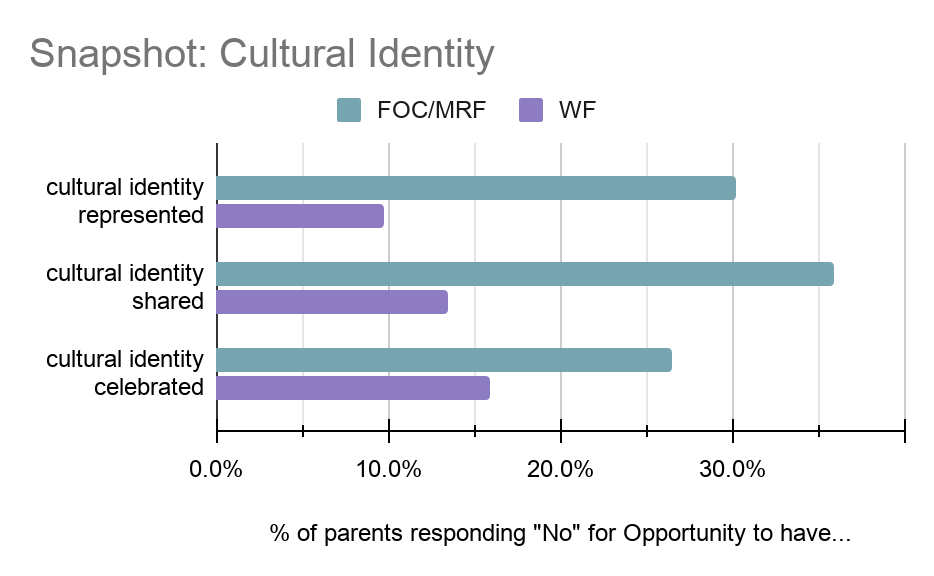 Snapshot: Cultural Identity
FOC/MRF WF
cultural identity
represented
cultural identity
shared
cultural identity
celebrated
0.0% 10.0% 20.0% 30.0%
% of parents responding "No" for Opportunity to have...